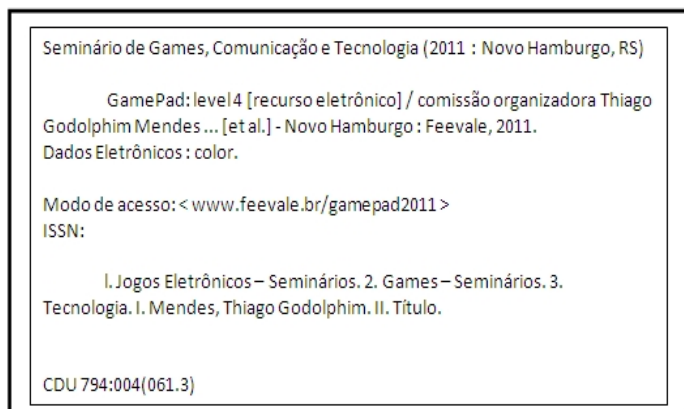 Seminário de Games, Comunicação e Tecnologia (2011 : Novo Hamburgo, RS)
GamePad: level 4 [recurso eletrônico] / comissão organizadora Thiago
Godolphim Mendes ... [et al.] - Novo Hamburgo : Feevale, 2011.
Dados Eletrônicos : color.
Modo de acesso: < www.feevale.br/gamepad2011 >
ISSN:
l. Jogos Eletrônicos – Seminários. 2. Games – Seminários. 3.
Tecnologia. I. Mendes, Thiago Godolphim. II. Título.
CDU 794:004(061.3)